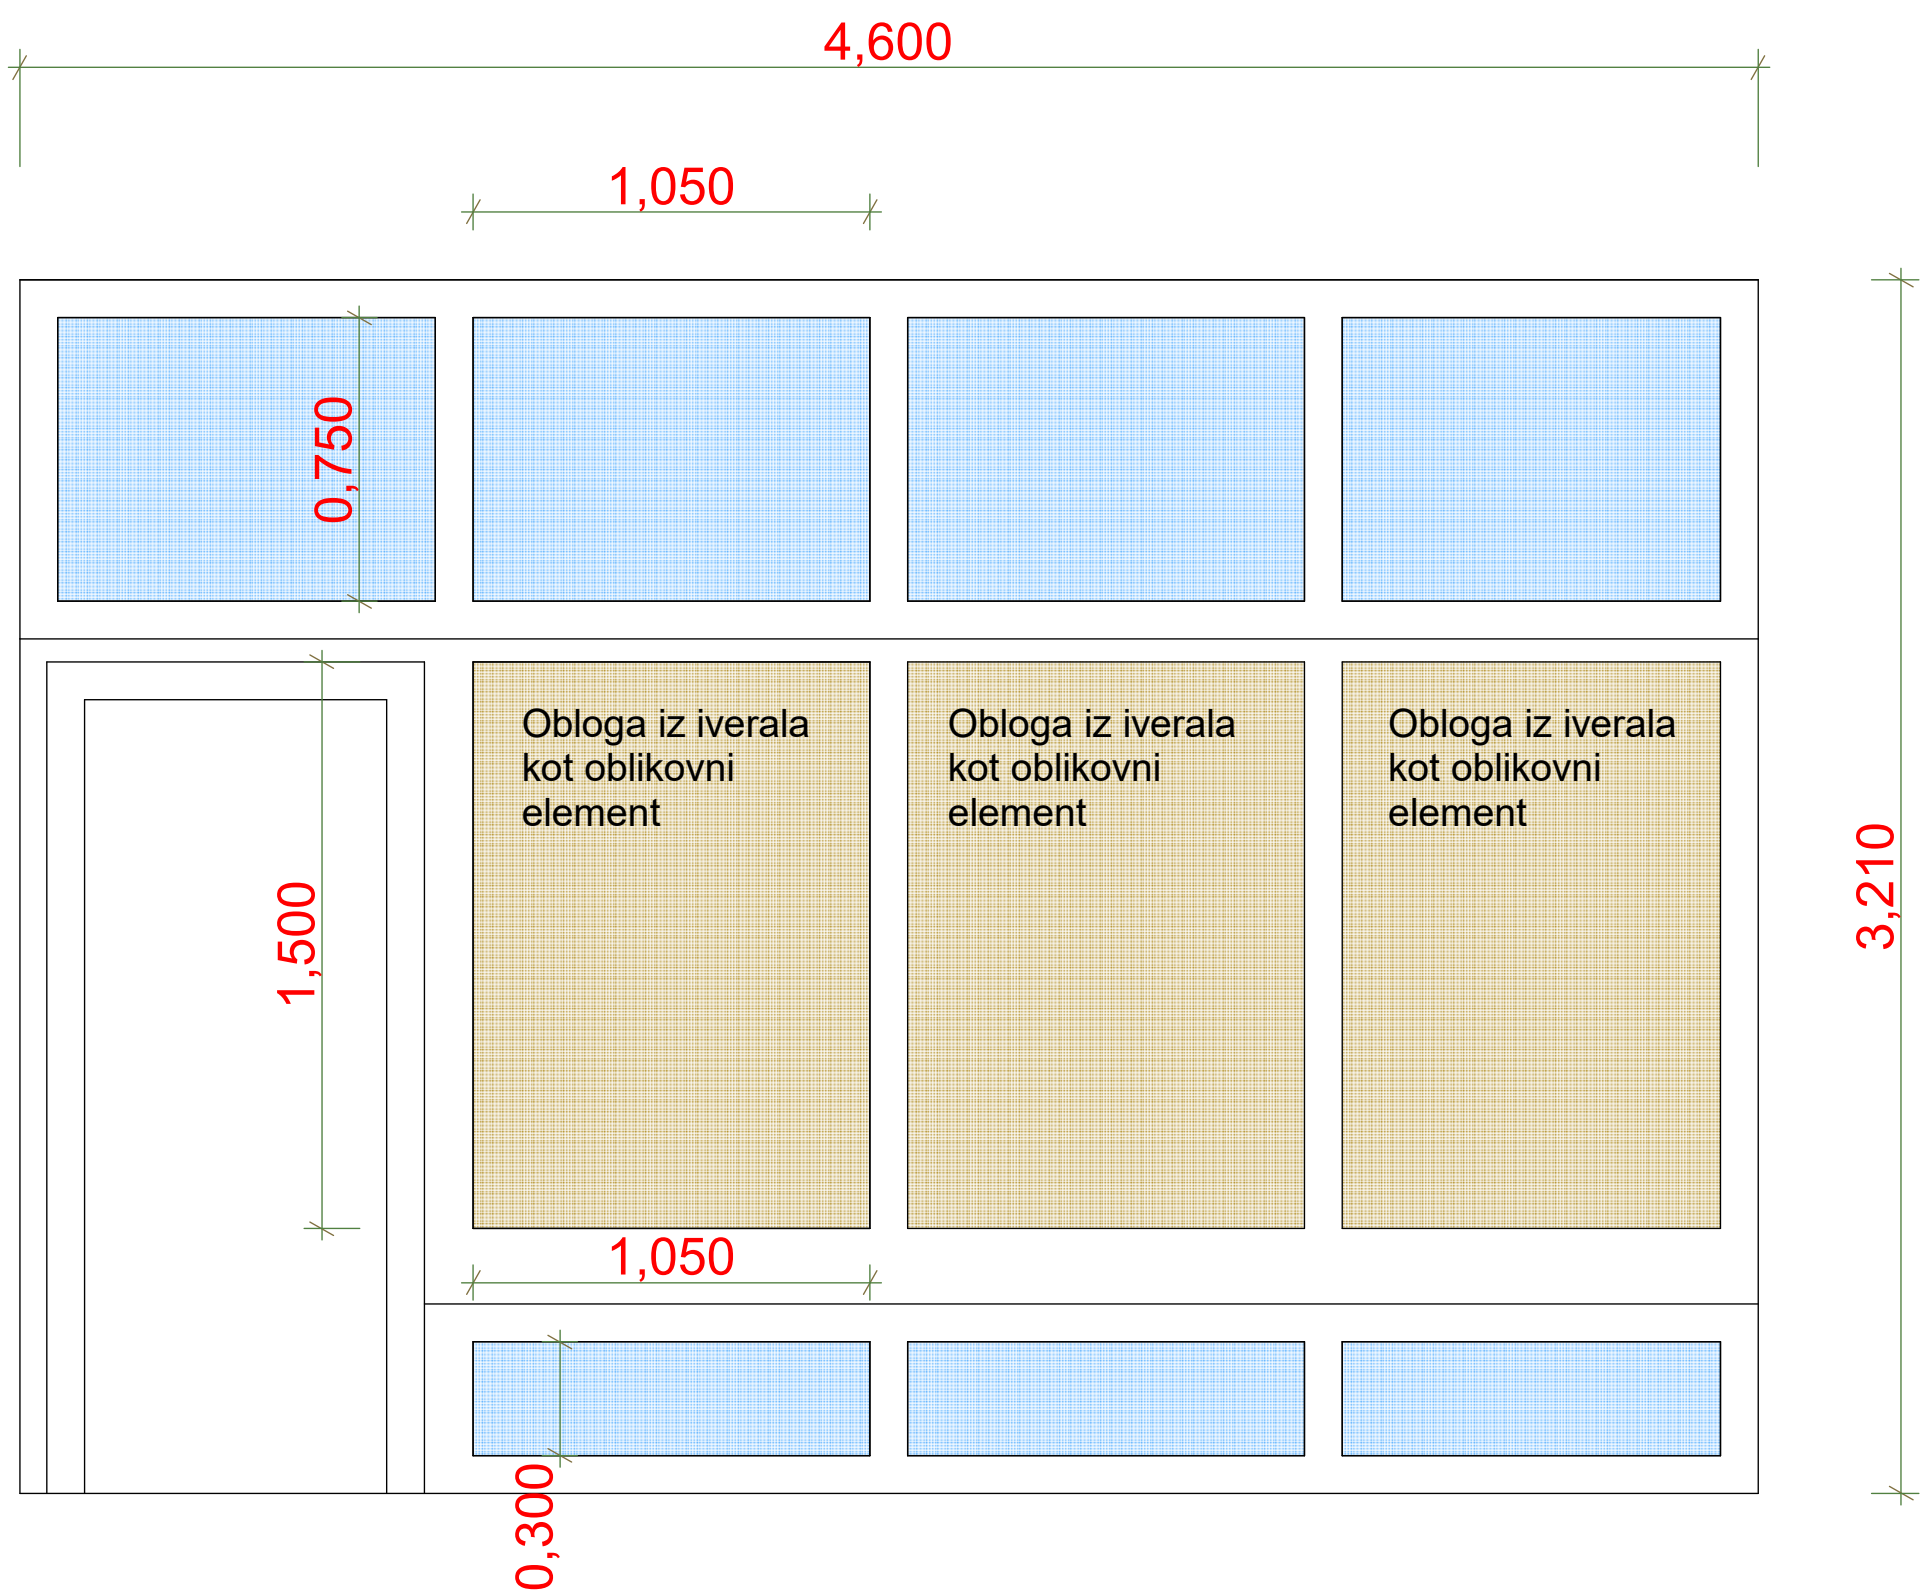 4,600
1,050
0,750
Obloga iz iverala
kot oblikovni
element
Obloga iz iverala
kot oblikovni
element
Obloga iz iverala
kot oblikovni
element
1,500
3,210
1,050
0,300